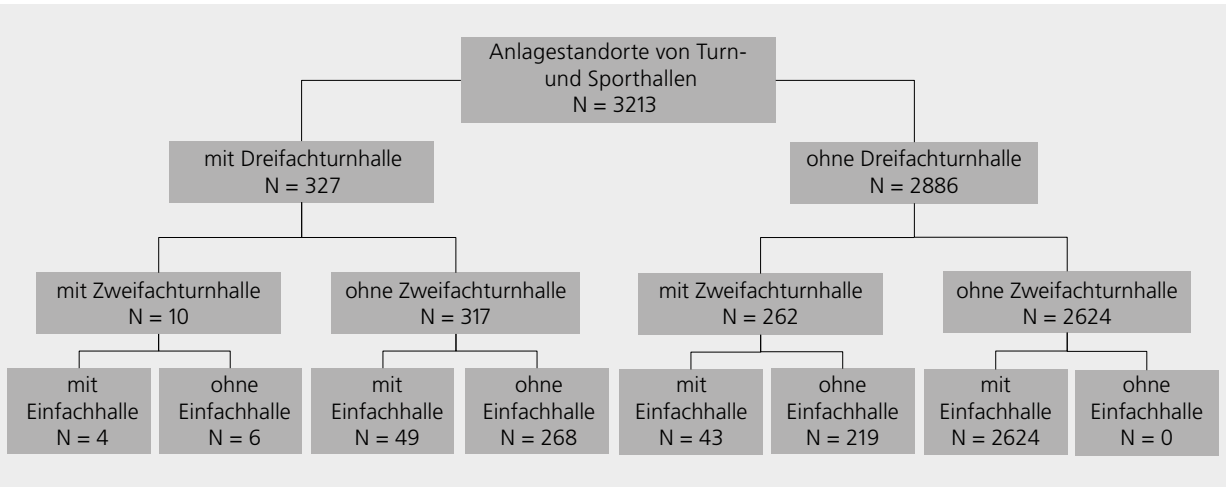 Anlagestandorte von Turn-
und Sporthallen
N = 3213
mit Dreifachturnhalle
N = 327
ohne Dreifachturnhalle
N = 2886
mit Zweifachturnhalle
N = 10
ohne Zweifachturnhalle
N = 317
mit Zweifachturnhalle
N = 262
ohne Zweifachturnhalle
N = 2624
mit
Einfachhalle
N = 4
ohne
Einfachhalle
N = 6
mit
Einfachhalle
N = 49
ohne
Einfachhalle
N = 268
mit
Einfachhalle
N = 43
ohne
Einfachhalle
N = 219
mit
Einfachhalle
N = 2624
ohne
Einfachhalle
N = 0